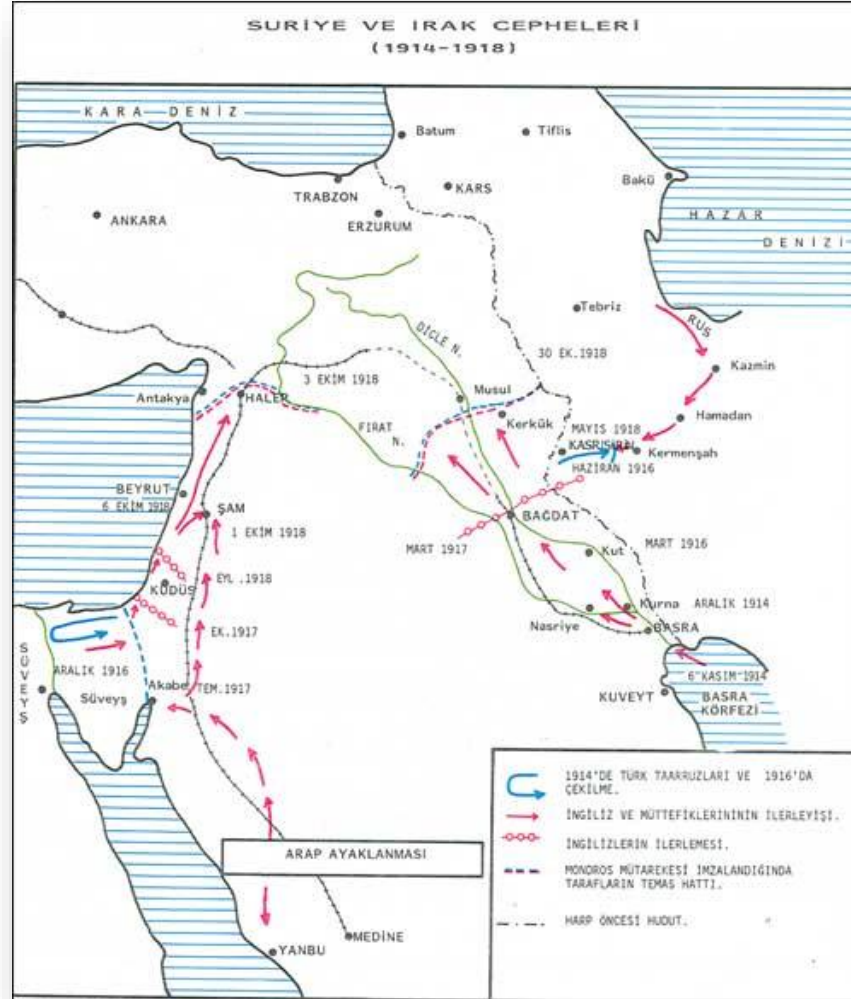 SURİYE VE IRAK CEPHELERİ
(1914-1918)
KARA DENİZ
Batum
Tiflis
TRABZON
KARS
Bakü
ANKARA
ERZURUM
HAZAR
DENİZİ
Tebriz
RUS
DİCLE N.
30 EK.1918
3 EKİM 1918
Kazmin
Antakya
HALEP
Musul
FIRAT
N.
Kerkük
MAYIS 1918
Hamadan
KASRIŞIRIN
Kermenşah
HAZIRAN 1916
BEYRUT
6 EKİM 1918
ŞAM
1 EKİM 1918
BAĞDAT
MART 1917
Kut
MART 1916
KUDÜS
EYL .1918
Kurna
ARALIK 1914
Nasriye
BASRA
EK.1917
SÜVEYŞ
ARALIK 1916
Süveyş
Akabe
TEM.1917
6 KASIM 1914
KUVEYT
BASRA
KÖRFEZİ
1914'DE TÜRK TAARRUZLARI VE 1916'DA
ÇEKİLME.
İNGİLİZ VE MÜTTEFİKLERİNİNİN İLERLEYİŞİ.
ARAP AYAKLANMASI
İNGİLİZLERİN İLERLEMESİ.
MONDROS MÜTAREKESİ İMZALANDIĞINDA
TARAFLARIN TEMAS HATTI.
HARP ÖNCESİ HUDUT.
MEDİNE
YANBU